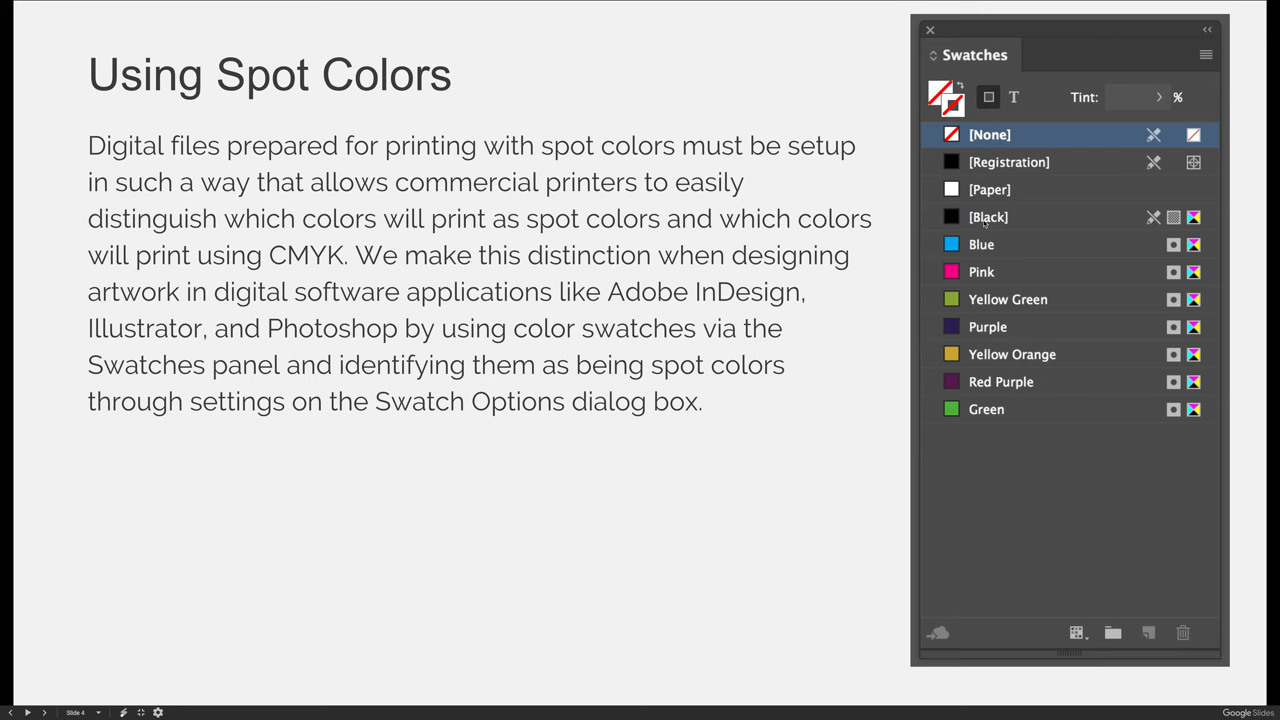 Using Spot Colors
Digital files prepared for printing with spot colors must be setup
in such a way that allows commercial printers to easily
distinguish which colors will print as spot colors and which colors
will print using CMYK. We make this distinction when designing
artwork in digital software applications like Adobe InDesign,
Illustrator, and Photoshop by using color swatches via the
Swatches panel and identifying them as being spot colors
through settings on the Swatch Options dialog box.
Swatches
T
Tint: %
[None]
[Registration]
[Paper]
[Black]
Blue
Pink
Yellow Green
Purple
Yellow Orange
Red Purple
Green
Slide 4
Google Slides